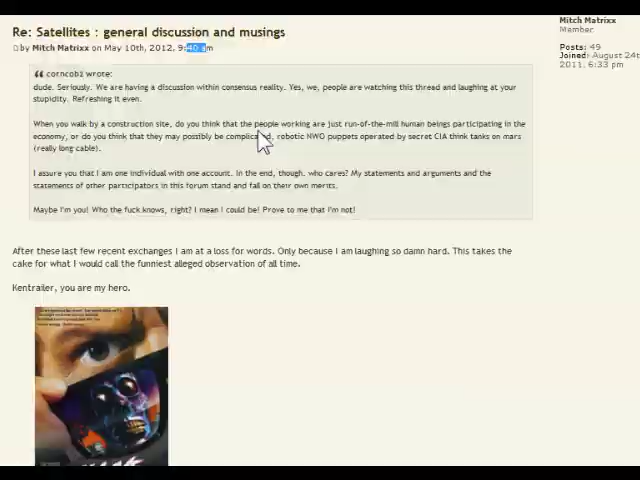 Re: Satellites : general discussion and musings
by Mitch Matrixx on May 10th, 2012, 9:40 am
Mitch Matrixx
Member
Posts: 49
Joined: August 24t
2011, 6:33 pm
corncob1 wrote:
dude. Seriously. We are having a discussion within consensus reality. Yes, we, people are watching this thread and laughing at your
stupidity. Refreshing it even.
When you walk by a construction site, do you think that the people working are just run-of-the-mill human beings participating in the
economy, or do you think that they may possibly be complicated, robotic NWO puppets operated by secret CIA think tanks on mars
(really long cable).
I assure you that I am one individual with one account. In the end, though, who cares? My statements and arguments and the
statements of other participators in this forum stand and fall on their own merits.
Maybe I'm you! Who the fuck knows, right? I mean I could be! Prove to me that I'm not!
After these last few recent exchanges I am at a loss for words. Only because I am laughing so damn hard. This takes the
cake for what I would call the funniest alleged observation of all time.
Kentrailer, you are my hero.